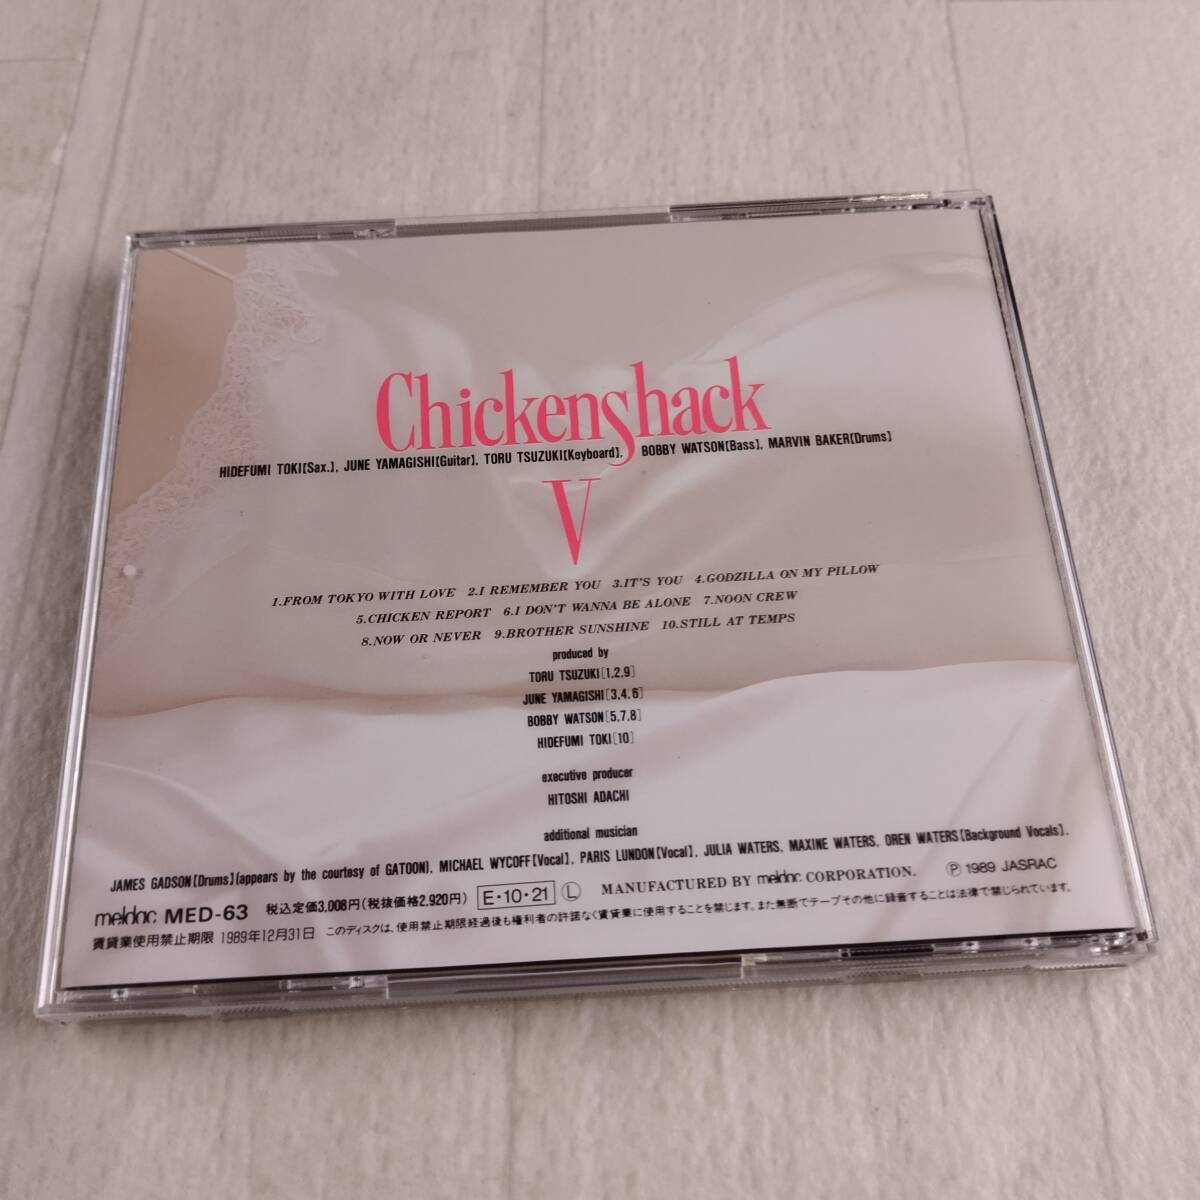 Chickenshack
HIDEFUMI TOKI[Sax.], JUNE YAMAGISHI[Guitar], TORU TSUZUKI[Keyboard], BOBBY WATSON[Bass], MARVIN BAKER[Drums]
V
1.FROM TOKYO WITH LOVE 2.I REMEMBER YOU 3.IT'S YOU 4.GODZILLA ON MY PILLOW
5.CHICKEN REPORT 6.I DON'T WANNA BE ALONE 7.NOON CREW
8.NOW OR NEVER 9.BROTHER SUNSHINE 10.STILL AT TEMPS
produced by
TORU TSUZUKI[1.2.9]
JUNE YAMAGISHI[3.4.6]
BOBBY WATSON[5.7.8]
HIDEFUMI TOKI[10]
executive producer
HITOSHI ADACHI
additional musician
JAMES GADSON[Drums](appears by the courtesy of GATOON), MICHAEL WYCOFF[Vocal], PARIS LUNDON[Vocal], JULIA WATERS, MAXINE WATERS, OREN WATERS[Background Vocals].
meldac MED-63 税込定価3,008円(税抜価格2,920円) E・10・21 L MANUFACTURED BY meldac CORPORATION. Ⓟ 1989 JASRAC
賃貸業使用禁止期限 1989年12月31日 このディスクは、使用禁止期限経過後も権利者の許諾なく賃貸業に使用することを禁じます。また無断でテープその他に録音することは法律で禁じられています。